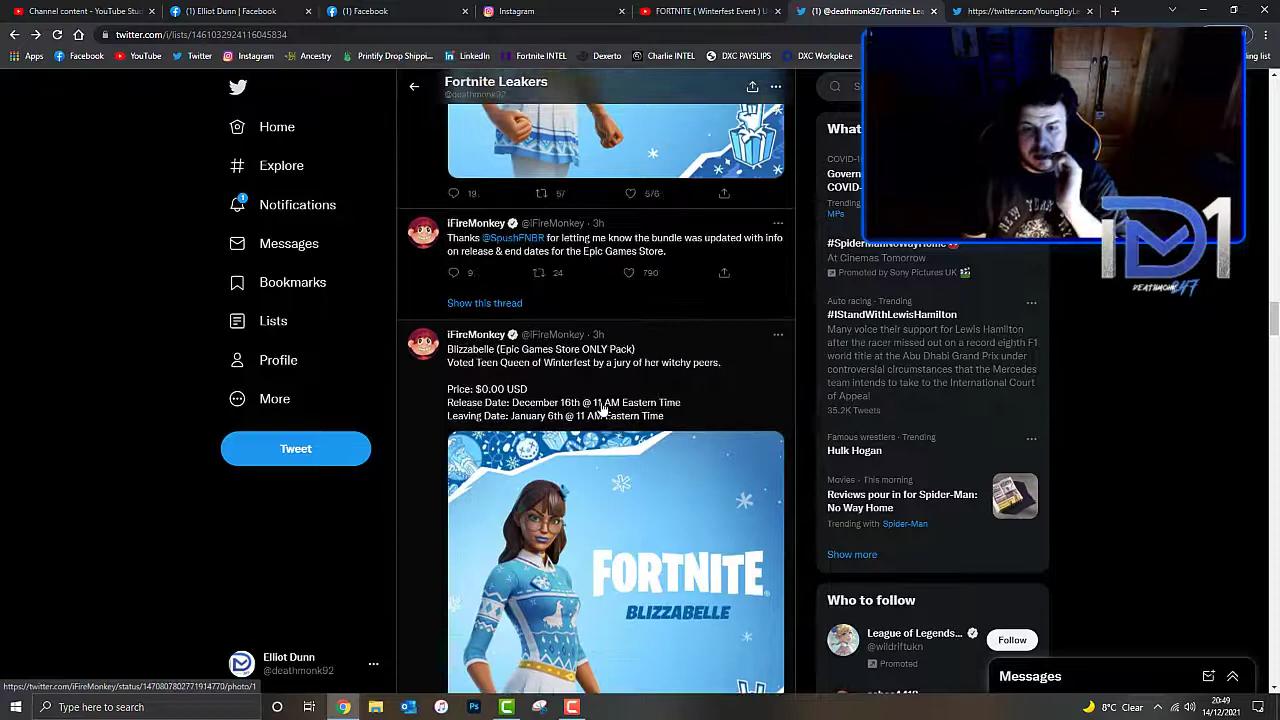 Channel content - YouTube Stu
Elliot Dunn | Facebook
(1) Facebook
Instagram
FORTNITE ( Winterfest Event ) L
(1) @deathmonk92/Fortnite Lea
https://twitter.com/YoungBoyLe
twitter.com/i/lists/1461032924116045834
Apps
Facebook
YouTube
Twitter
Instagram
Ancestry
Printify Drop Shippi...
LinkedIn
Fortnite INTEL
Dexerto
Charlie INTEL
DXC PAYSLIPS
DXC Workplace
ing list
Home
Explore
1
Notifications
Messages
Bookmarks
Lists
Profile
More
Tweet
Elliot Dunn
@deathmonk92
Fortnite Leakers
@deathmonk92
19
57
576
iFireMonkey @iFireMonkey · 3h
Thanks @SpushFNBR for letting me know the bundle was updated with info
on release & end dates for the Epic Games Store.
9
24
790
Show this thread
iFireMonkey @iFireMonkey · 3h
Blizzabelle (Epic Games Store ONLY Pack)
Voted Teen Queen of Winterfest by a jury of her witchy peers.
Price: $0.00 USD
Release Date: December 16th @ 11 AM Eastern Time
Leaving Date: January 6th @ 11 AM Eastern Time
FORTNITE
BLIZZABELLE
What
COVID-1
Govern
COVID-
Trending
MPs
#SpiderManNoWayHome
At Cinemas Tomorrow
Promoted by Sony Pictures UK
Auto racing · Trending
#IStandWithLewisHamilton
Many voice their support for Lewis Hamilton
after the racer missed out on a record eighth F1
world title at the Abu Dhabi Grand Prix under
controversial circumstances that the Mercedes
team intends to take to the International Court
of Appeal
35.2K Tweets
Famous wrestlers · Trending
Hulk Hogan
Movies · This morning
Reviews pour in for Spider-Man:
No Way Home
Trending with Spider-Man
Show more
Who to follow
League of Legends...
@wildriftukn
Follow
Promoted
Messages
NEW YORK
D1
DEATHMONK 247
https://twitter.com/iFireMonkey/status/1470807802771914770/photo/1
Type here to search
8°C Clear
20:49
14/12/2021